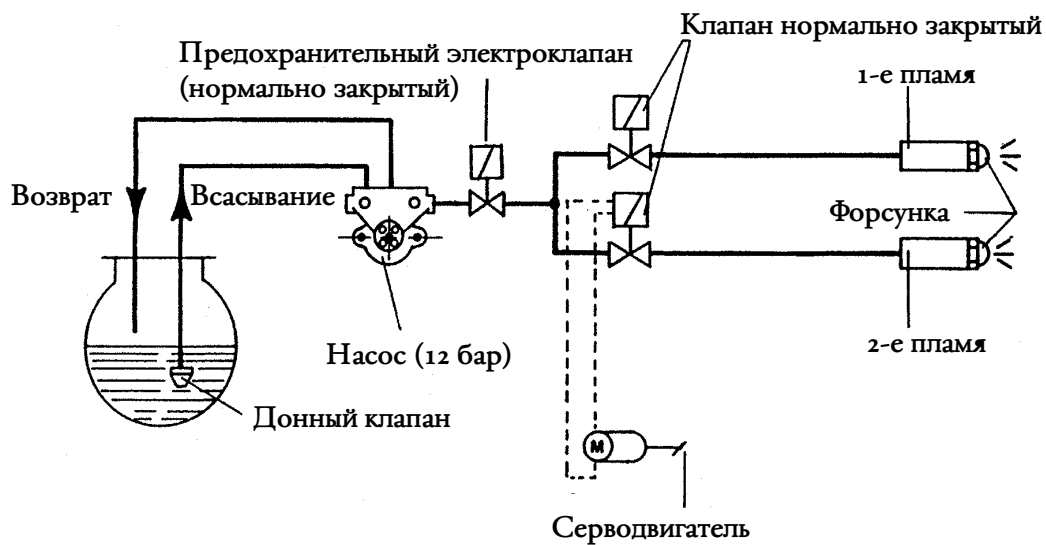 Клапан нормально закрытый
Предохранительный электроклапан
(нормально закрытый)
1-е пламя
Возврат
Всасывание
Форсунка
Насос (12 бар)
2-е пламя
Донный клапан
M
Серводвигатель